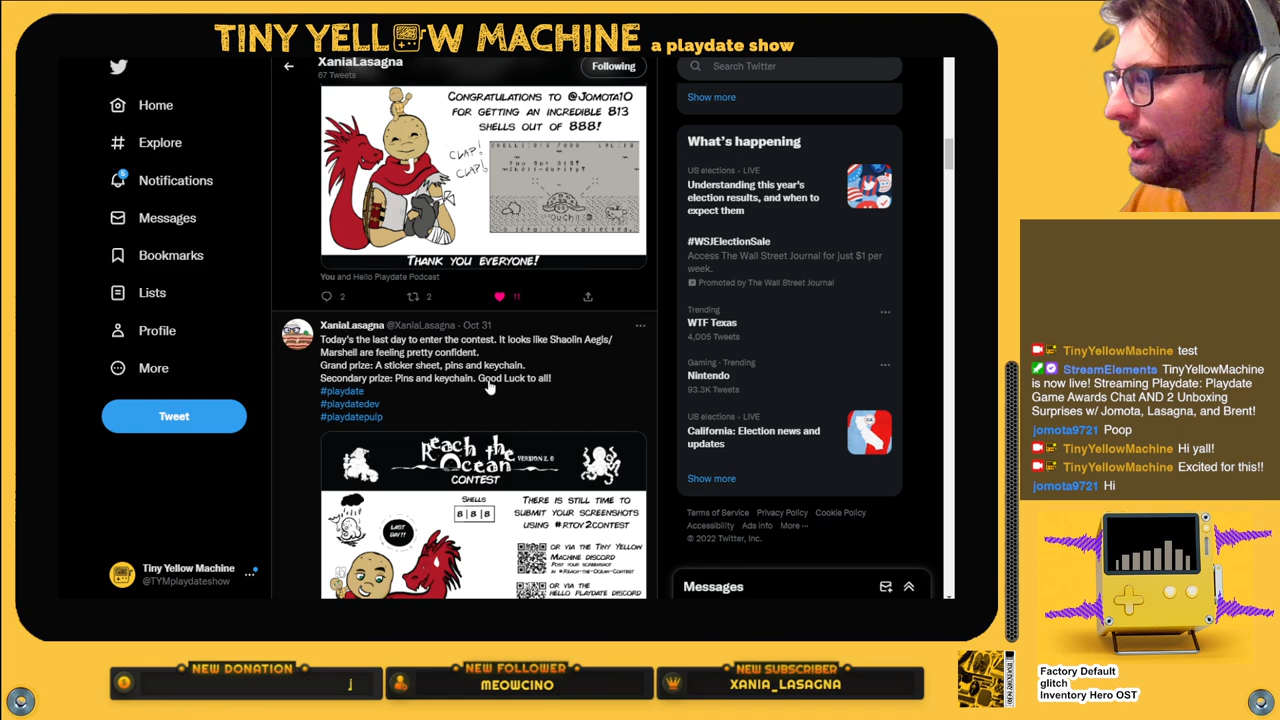 TINY YELLOW MACHINE a playdate show
XaniaLasagna
67 Tweets
Following
Search Twitter
Show more
Home
Explore
5
Notifications
Messages
Bookmarks
Lists
Profile
More
Tweet
Tiny Yellow Machine
@TYMplaydateshow
CONGRATULATIONS TO @JOMOTA10
FOR GETTING AN INCREDIBLE 813
SHELLS OUT OF 888!
CLAP!
CLAP!
THANK YOU EVERYONE!
You and Hello Playdate Podcast
2
2
11
XaniaLasagna @XaniaLasagna · Oct 31
Today's the last day to enter the contest. It looks like Shaolin Aegis/
Marshell are feeling pretty confident.
Grand prize: A sticker sheet, pins and keychain.
Secondary prize: Pins and keychain. Good Luck to all!
#playdate
#playdatedev
#playdatepulp
REACH THE OCEAN VERSION 2.0
CONTEST
SHELLS
8 8 8
LAST DAY!!
THERE IS STILL TIME TO
SUBMIT YOUR SCREENSHOTS
USING #RTOV2CONTEST
OR VIA THE TINY YELLOW
MACHINE DISCORD
POST YOUR SCREENSHOT
IN #REACH-THE-OCEAN-CONTEST
OR VIA THE
HELLO PLAYDATE DISCORD
What's happening
US elections · LIVE
Understanding this year's
election results, and when to
expect them
#WSJElectionSale
Access The Wall Street Journal for just $1 per
week.
Promoted by The Wall Street Journal
Trending
WTF Texas
4,005 Tweets
Gaming · Trending
Nintendo
93.3K Tweets
US elections · LIVE
California: Election news and
updates
Show more
Terms of Service Privacy Policy Cookie Policy
Accessibility Ads info More ···
© 2022 Twitter, Inc.
Messages
TinyYellowMachine test
StreamElements TinyYellowMachine
is now live! Streaming Playdate: Playdate
Game Awards Chat AND 2 Unboxing
Surprises w/ Jomota, Lasagna, and Brent!
jomota9721 Poop
TinyYellowMachine Hi yall!
TinyYellowMachine Excited for this!!
jomota9721 Hi
Factory Default
glitch
Inventory Hero OST
NEW DONATION
NEW FOLLOWER
MEOWCINO
NEW SUBSCRIBER
XANIA_LASAGNA